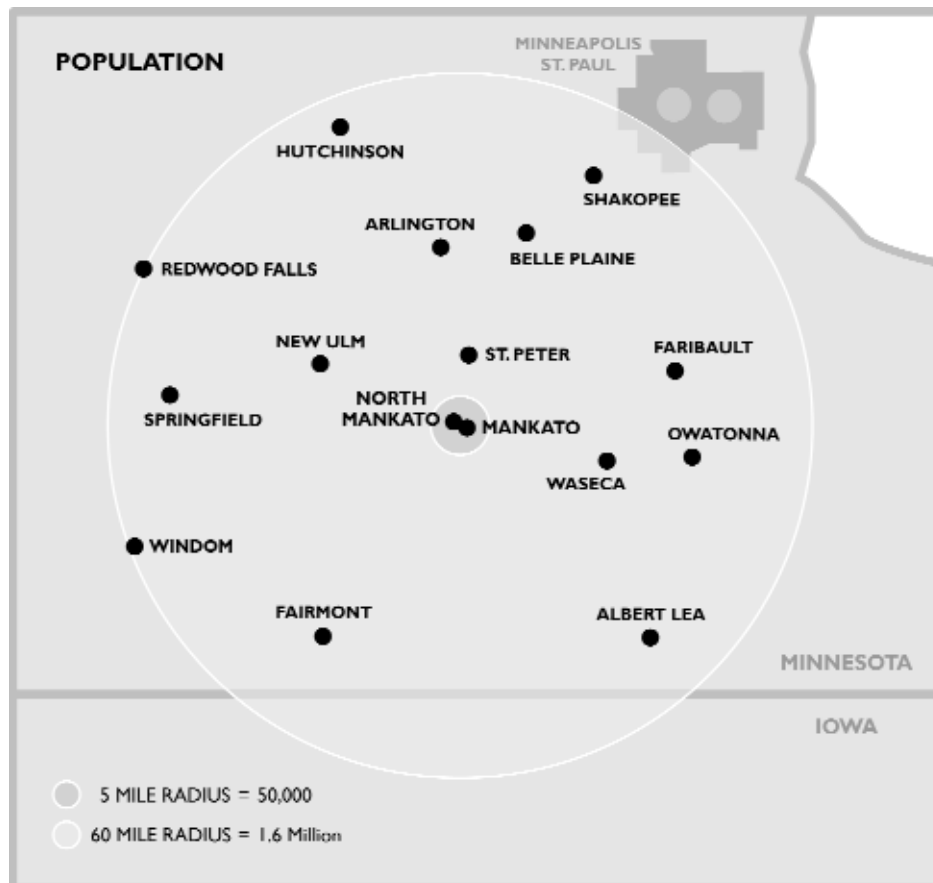 POPULATION
MINNEAPOLIS
ST. PAUL
HUTCHINSON
SHAKOPEE
ARLINGTON
BELLE PLAINE
REDWOOD FALLS
NEW ULM
ST. PETER
FARIBAULT
SPRINGFIELD
NORTH
MANKATO
MANKATO
OWATONNA
WASECA
WINDOM
FAIRMONT
ALBERT LEA
MINNESOTA
IOWA
5 MILE RADIUS = 50,000
60 MILE RADIUS = 1.6 Million